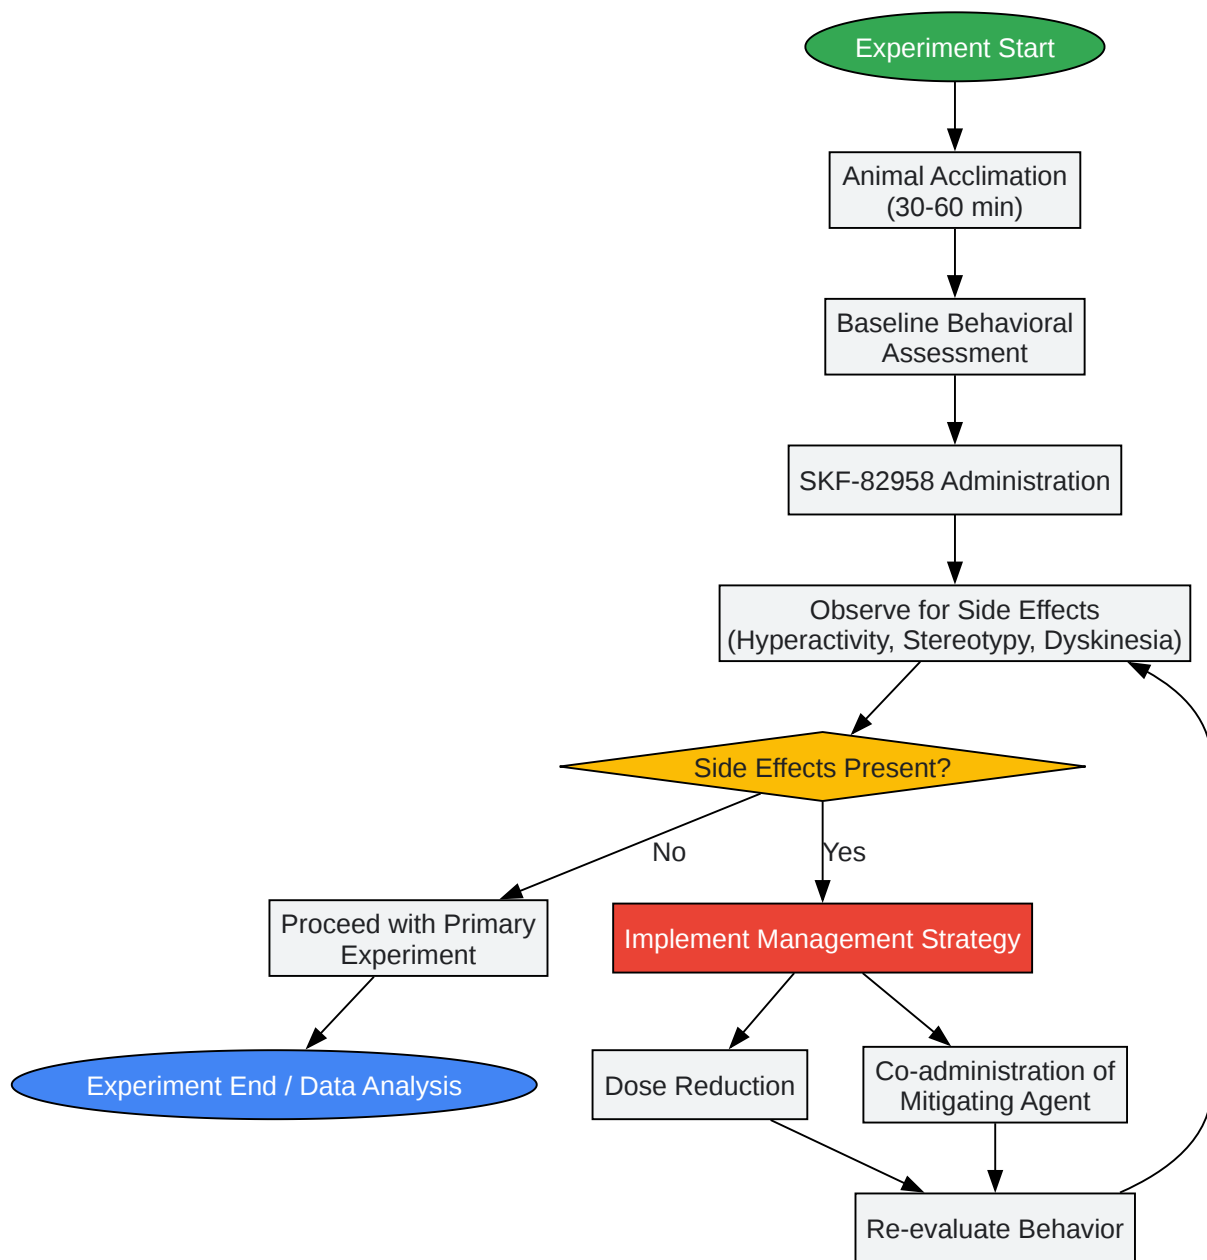 Experiment Start
Animal Acclimation
(30-60 min)
Baseline Behavioral
Assessment
SKF-82958 Administration
Observe for Side Effects
(Hyperactivity, Stereotypy, Dyskinesia)
Side Effects Present?
No
Yes
Proceed with Primary
Experiment
Implement Management Strategy
Experiment End / Data Analysis
Dose Reduction
Co-administration of
Mitigating Agent
Re-evaluate Behavior